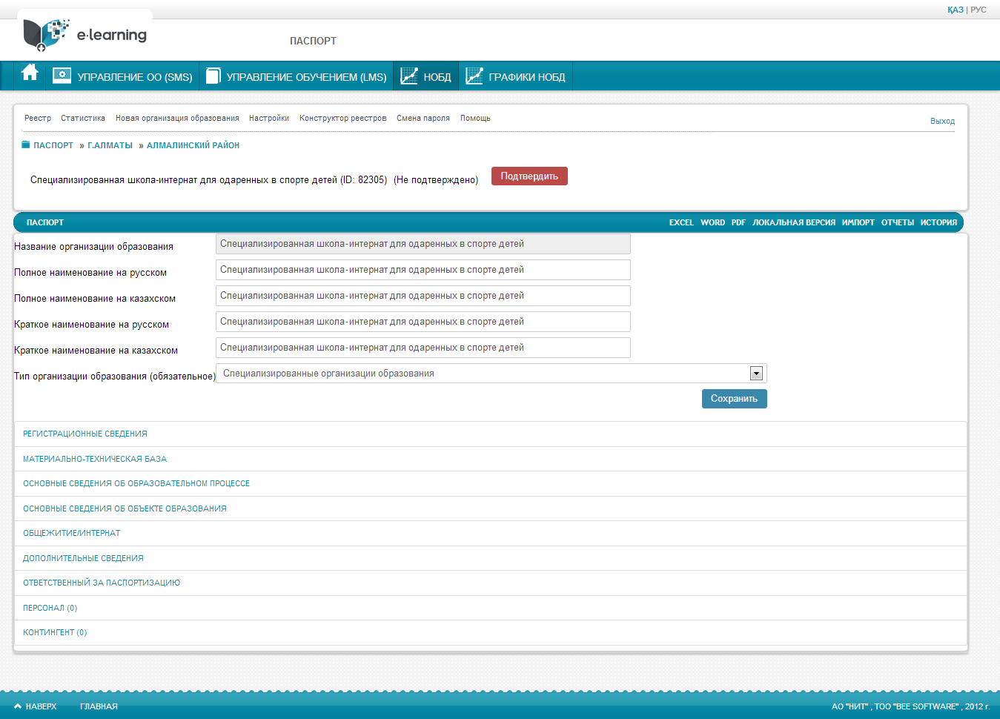 ҚАЗ | РУС
e-learning
ПАСПОРТ
УПРАВЛЕНИЕ ОО (SMS) УПРАВЛЕНИЕ ОБУЧЕНИЕМ (LMS) НОБД ГРАФИКИ НОБД
Реестр Статистика Новая организация образования Настройки Конструктор реестров Смена пароля Помощь Выход
ПАСПОРТ » Г.АЛМАТЫ » АЛМАЛИНСКИЙ РАЙОН
Специализированная школа-интернат для одаренных в спорте детей (ID: 82305) (Не подтверждено) Подтвердить
ПАСПОРТ EXCEL WORD PDF ЛОКАЛЬНАЯ ВЕРСИЯ ИМПОРТ ОТЧЕТЫ ИСТОРИЯ
Название организации образования Специализированная школа-интернат для одаренных в спорте детей
Полное наименование на русском Специализированная школа-интернат для одаренных в спорте детей
Полное наименование на казахском Специализированная школа-интернат для одаренных в спорте детей
Краткое наименование на русском Специализированная школа-интернат для одаренных в спорте детей
Краткое наименование на казахском Специализированная школа-интернат для одаренных в спорте детей
Тип организации образования (обязательное) Специализированные организации образования
Сохранить
РЕГИСТРАЦИОННЫЕ СВЕДЕНИЯ
МАТЕРИАЛЬНО-ТЕХНИЧЕСКАЯ БАЗА
ОСНОВНЫЕ СВЕДЕНИЯ ОБ ОБРАЗОВАТЕЛЬНОМ ПРОЦЕССЕ
ОСНОВНЫЕ СВЕДЕНИЯ ОБ ОБЪЕКТЕ ОБРАЗОВАНИЯ
ОБЩЕЖИТИЕ/ИНТЕРНАТ
ДОПОЛНИТЕЛЬНЫЕ СВЕДЕНИЯ
ОТВЕТСТВЕННЫЙ ЗА ПАСПОРТИЗАЦИЮ
ПЕРСОНАЛ (0)
КОНТИНГЕНТ (0)
НАВЕРХ ГЛАВНАЯ АО "НИТ" , ТОО "BEE SOFTWARE" , 2012 г.